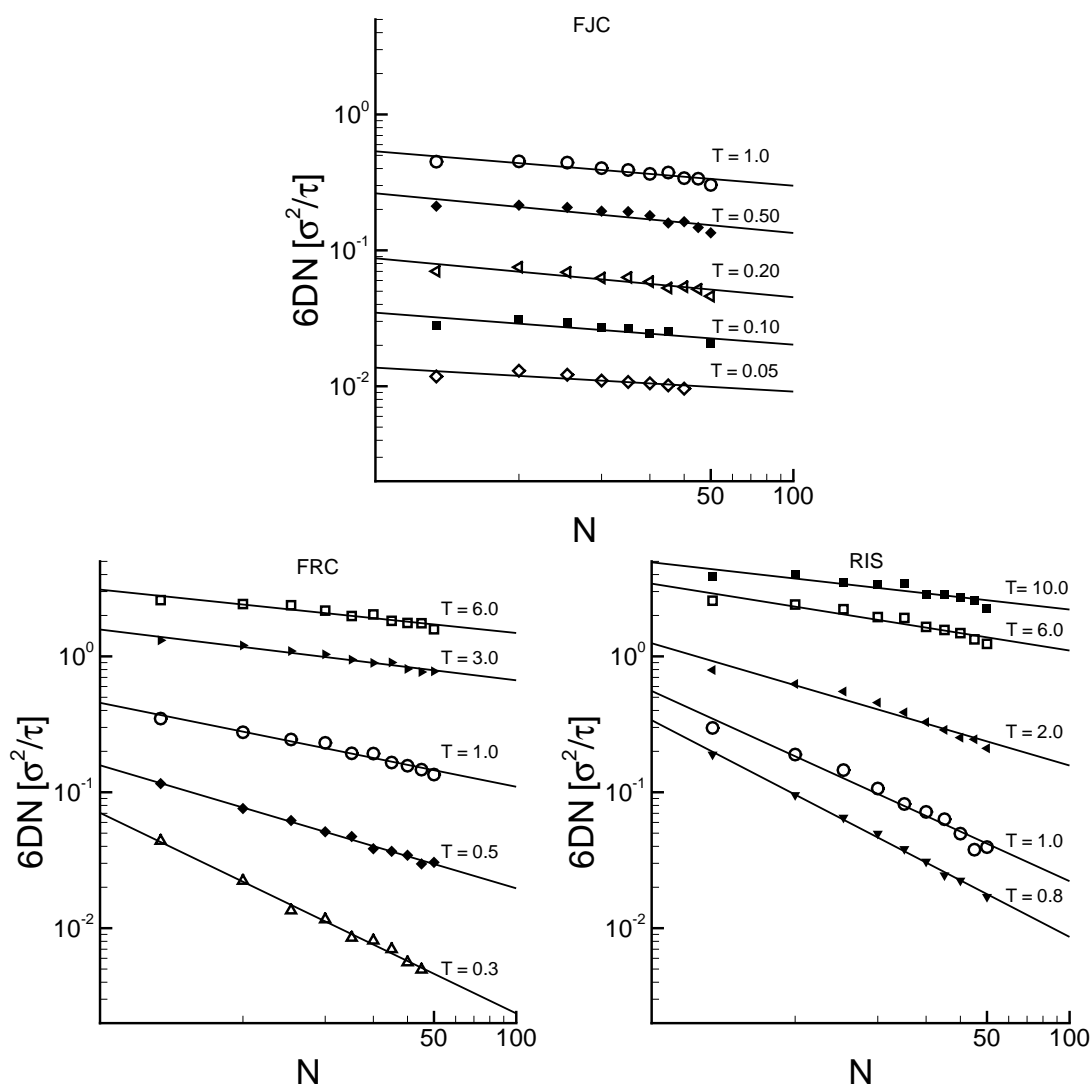 FJC
10^0
10^-1
10^-2
6DN [σ^2/τ]
T = 1.0
T = 0.50
T = 0.20
T = 0.10
T = 0.05
50
100
N
FRC
10^0
10^-1
10^-2
6DN [σ^2/τ]
T = 6.0
T = 3.0
T = 1.0
T = 0.5
T = 0.3
50
100
N
RIS
10^0
10^-1
10^-2
6DN [σ^2/τ]
T= 10.0
T = 6.0
T = 2.0
T = 1.0
T = 0.8
50
100
N